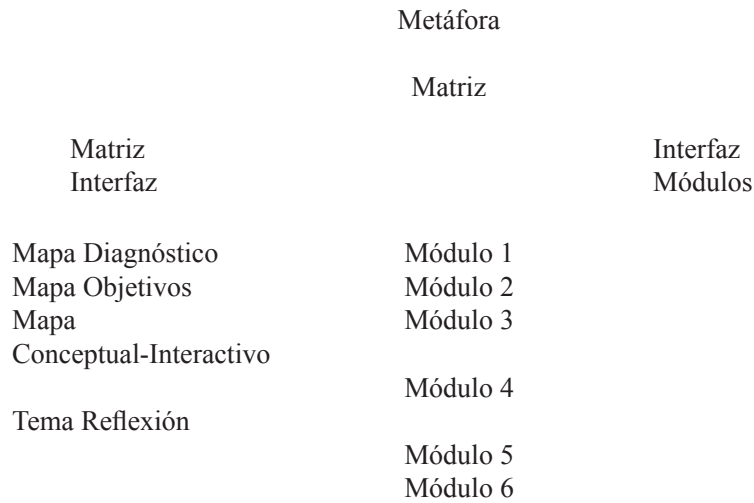 Metáfora
Matriz
Matriz Interfaz
Interfaz Módulos
Mapa Diagnóstico Módulo 1
Mapa Objetivos Módulo 2
Mapa Módulo 3
Conceptual-Interactivo
Módulo 4
Tema Reflexión
Módulo 5
Módulo 6